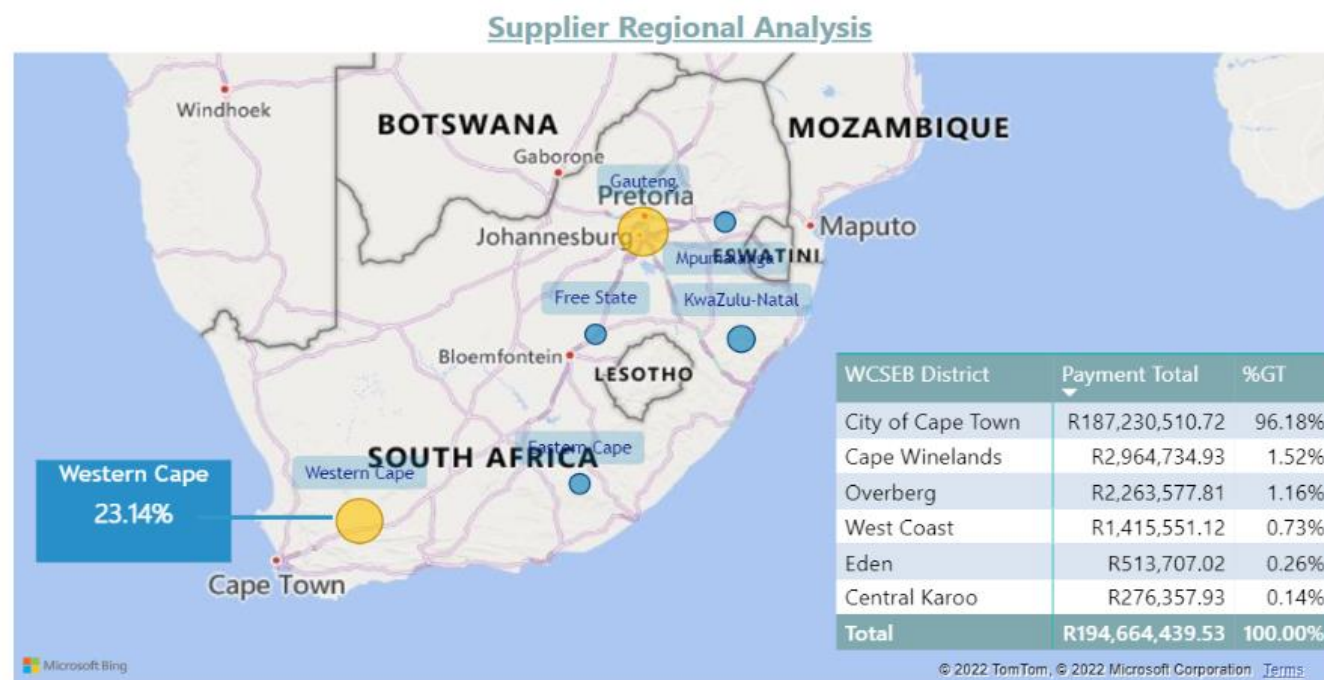 Supplier Regional Analysis
Windhoek
BOTSWANA
MOZAMBIQUE
Gaborone
Gauteng
Pretoria
Johannesburg
Maputo
Mpumalanga
ESWATINI
Free State
KwaZulu-Natal
Bloemfontein
LESOTHO
Eastern Cape
SOUTH AFRICA
Western Cape
Western Cape
23.14%
Cape Town
WCSEB District Payment Total %GT
City of Cape Town R187,230,510.72 96.18%
Cape Winelands R2,964,734.93 1.52%
Overberg R2,263,577.81 1.16%
West Coast R1,415,551.12 0.73%
Eden R513,707.02 0.26%
Central Karoo R276,357.93 0.14%
Total R194,664,439.53 100.00%
Microsoft Bing
© 2022 TomTom, © 2022 Microsoft Corporation Terms